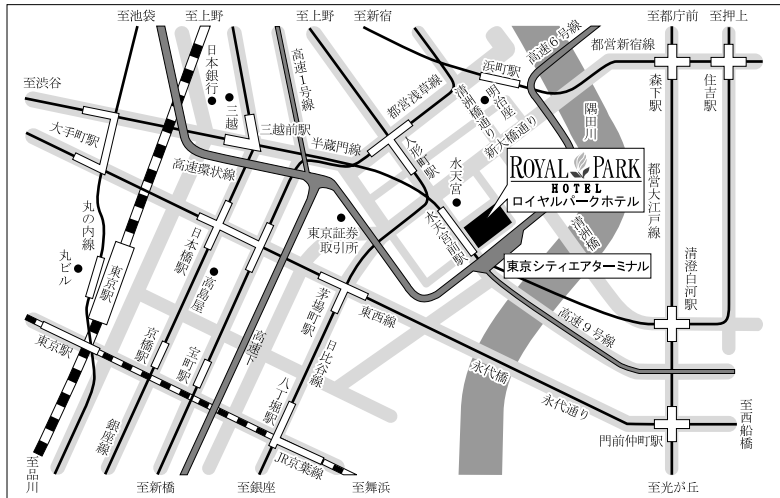 至池袋
至上野
至上野
至新宿
至都庁前
至押上
高速6号線
都営新宿線
浜町駅
森下駅
住吉駅
日本銀行
三越
高速1号線
都営浅草線
清洲橋通り
明治座
新大橋通り
隅田川
至渋谷
大手町駅
三越前駅
半蔵門線
人形町駅
水天宮
高速環状線
ROYAL PARK
HOTEL
ロイヤルパークホテル
都営大江戸線
丸の内線
丸ビル
東京駅
日本橋駅
高島屋
東京証券
取引所
水天宮前駅
清洲橋
東京シティエアターミナル
清澄白河駅
茅場町駅
東西線
高速9号線
東京駅
京橋駅
宝町駅
高速下
日比谷線
八丁堀駅
永代橋
永代通り
門前仲町駅
至西船橋
銀座線
JR京葉線
至品川
至新橋
至銀座
至舞浜
至光が丘